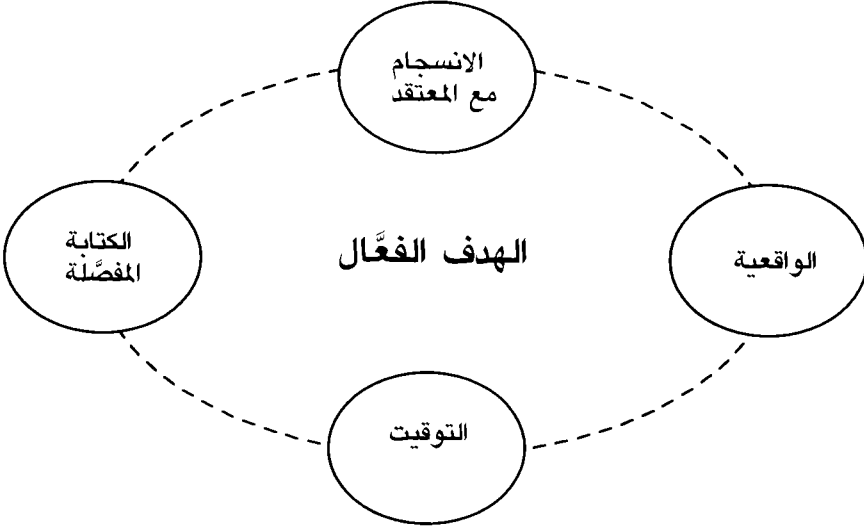 الانسجام
مع المعتقد
الواقعية
الهدف الفعَّال
الكتابة
المفصَّلة
التوقيت